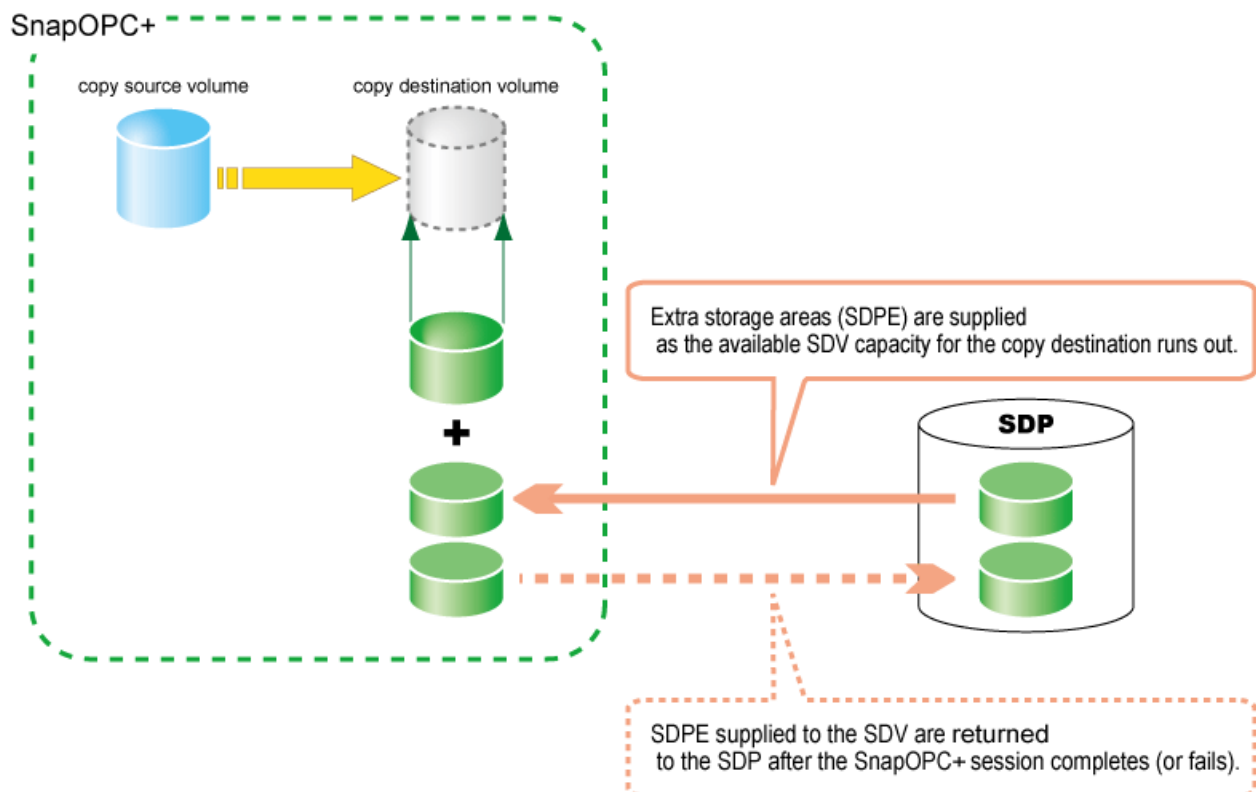 SnapOPC+
copy source volume
copy destination volume
Extra storage areas (SDPE) are supplied
as the available SDV capacity for the copy destination runs out.
+
SDP
SDPE supplied to the SDV are returned
to the SDP after the SnapOPC+ session completes (or fails).